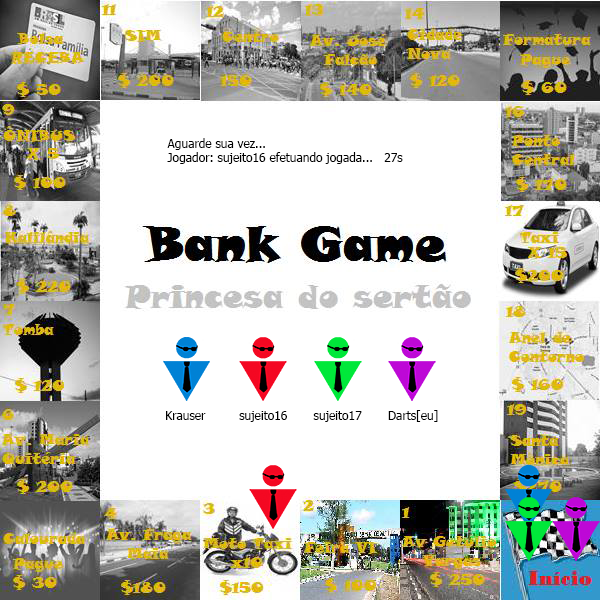 Bolsa
RECEBA
$ 50
11
SIM
$ 200
12
Centro
150
13
Av. José
Falcão
$ 140
14
Cidade
Nova
$ 120
Formatura
Pague
$ 60
9
ÔNIBUS
X 5
$ 100
Aguarde sua vez...
Jogador: sujeito16 efetuando jogada... 27s
16
Ponto
Central
$ 170
8
Kalilândia
$ 220
Bank Game
Princesa do sertão
17
Taxi
X 15
$200
7
Tomba
$ 120
18
Anel de
Contorno
$ 160
Krauser
sujeito16
sujeito17
Darts[eu]
6
Av. Maria
Quitéria
$ 200
19
Santa
Mônica
Calourada
Pague
$ 30
4
Av. Fraga
Maia
$180
3
Moto Taxi
x10
$150
2
Feira VI
$ 100
1
Av Getulio
Vargas
$ 250
Início